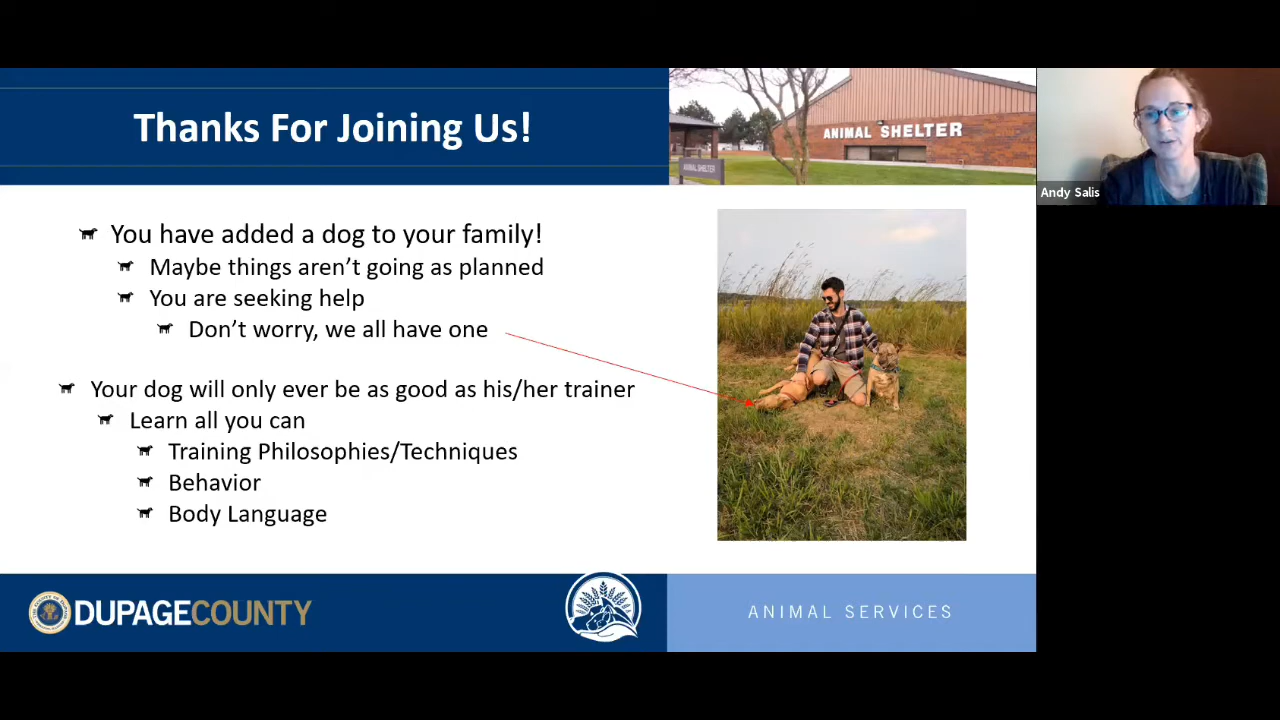 Thanks For Joining Us!
ANIMAL SHELTER
ANIMAL SHELTER
Andy Salis
You have added a dog to your family!
Maybe things aren't going as planned
You are seeking help
Don't worry, we all have one
Your dog will only ever be as good as his/her trainer
Learn all you can
Training Philosophies/Techniques
Behavior
Body Language
DUPAGECOUNTY
ANIMAL SERVICES